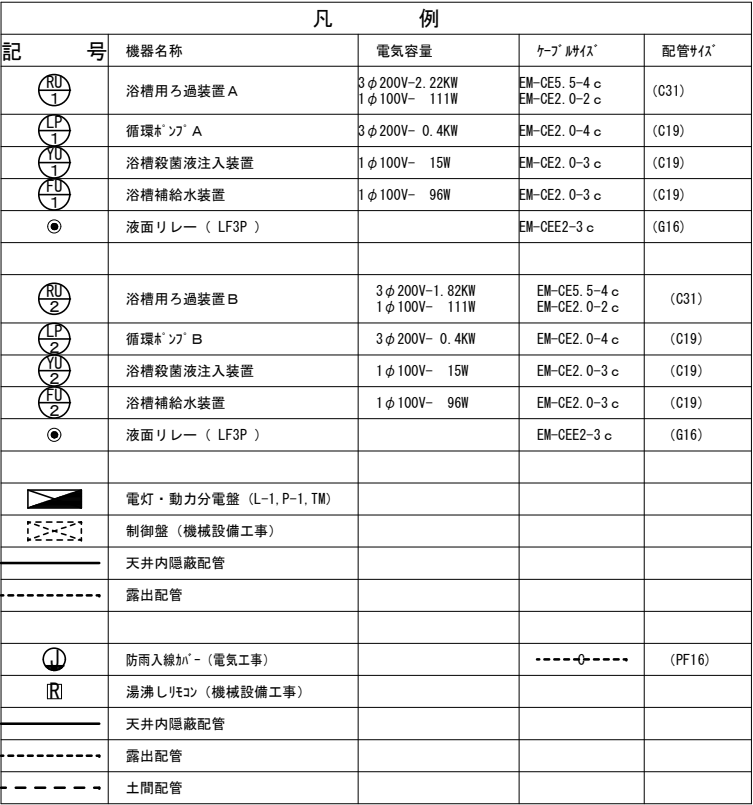 凡 例
記 号 機器名称 電気容量 ｹｰﾌﾞﾙｻｲｽﾞ 配管ｻｲｽﾞ
RU 1 浴槽用ろ過装置Ａ 3φ200V-2.22KW EM-CE5.5-4ｃ (C31)
1φ100V- 111W EM-CE2.0-2ｃ
LP 1 循環ﾎﾟﾝﾌﾟＡ 3φ200V- 0.4KW EM-CE2.0-4ｃ (C19)
YU 1 浴槽殺菌液注入装置 1φ100V- 15W EM-CE2.0-3ｃ (C19)
FU 1 浴槽補給水装置 1φ100V- 96W EM-CE2.0-3ｃ (C19)
液面リレー（ LF3P ） EM-CEE2-3ｃ (G16)
RU 2 浴槽用ろ過装置Ｂ 3φ200V-1.82KW EM-CE5.5-4ｃ (C31)
1φ100V- 111W EM-CE2.0-2ｃ
LP 2 循環ﾎﾟﾝﾌﾟＢ 3φ200V- 0.4KW EM-CE2.0-4ｃ (C19)
YU 2 浴槽殺菌液注入装置 1φ100V- 15W EM-CE2.0-3ｃ (C19)
FU 2 浴槽補給水装置 1φ100V- 96W EM-CE2.0-3ｃ (C19)
液面リレー（ LF3P ） EM-CEE2-3ｃ (G16)
電灯・動力分電盤（L-1,P-1,TM）
制御盤（機械設備工事）
天井内隠蔽配管
露出配管
J 防雨入線ｶﾊﾞｰ（電気工事） 0 (PF16)
R 湯沸しﾘﾓｺﾝ（機械設備工事）
天井内隠蔽配管
露出配管
土間配管